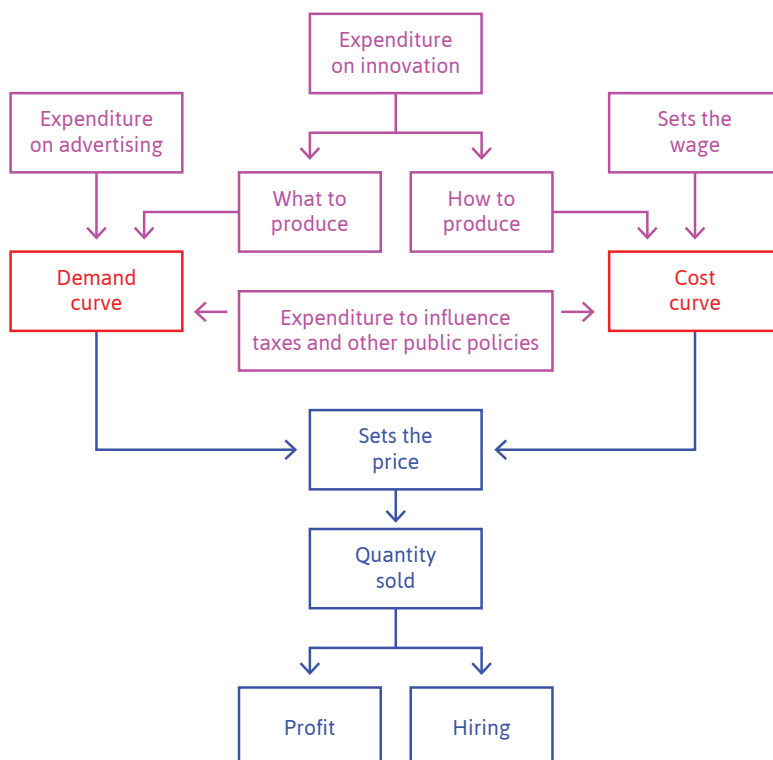 Expenditure
on innovation
Expenditure
on advertising
Sets the
wage
What to
produce
How to
produce
Demand
curve
Cost
curve
Expenditure to influence
taxes and other public policies
Sets the
price
Quantity
sold
Profit
Hiring